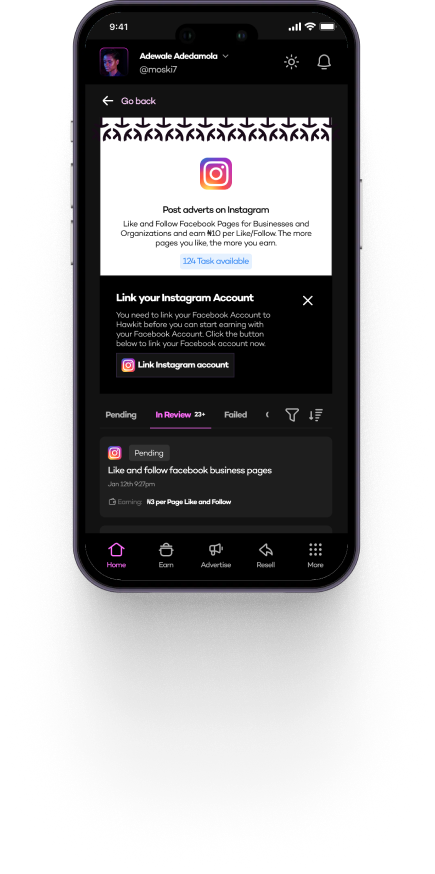 9:41
Adewale Adedamola
@moski7
Go back
Post adverts on Instagram
Like and Follow Facebook Pages for Businesses and
Organizations and earn ₦10 per Like/Follow. The more
pages you like, the more you earn.
124 Task available
Link your Instagram Account
You need to link your Facebook Account to
Hawkit before you can start earning with
your Facebook Account. Click the button
below to link your Facebook account now.
Link Instagram account
Pending In Review 23+ Failed
Pending
Like and follow facebook business pages
Jan 12th 9:27pm
Earning ₦3 per Page Like and Follow
Home Earn Advertise Resell More